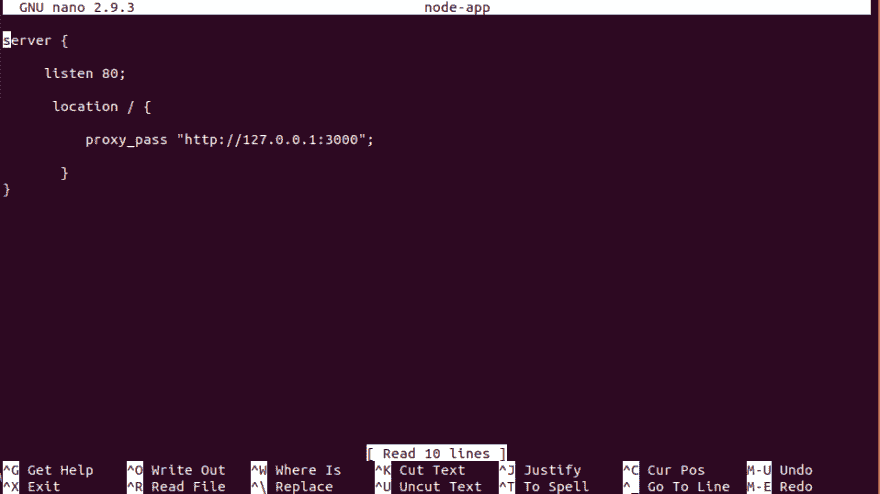 GNU nano 2.9.3 node-app
server {
listen 80;
location / {
proxy_pass "http://127.0.0.1:3000";
}
}
[ Read 10 lines ]
^G Get Help ^O Write Out ^W Where Is ^K Cut Text ^J Justify ^C Cur Pos M-U Undo
^X Exit ^R Read File ^\ Replace ^U Uncut Text ^T To Spell ^_ Go To Line M-E Redo